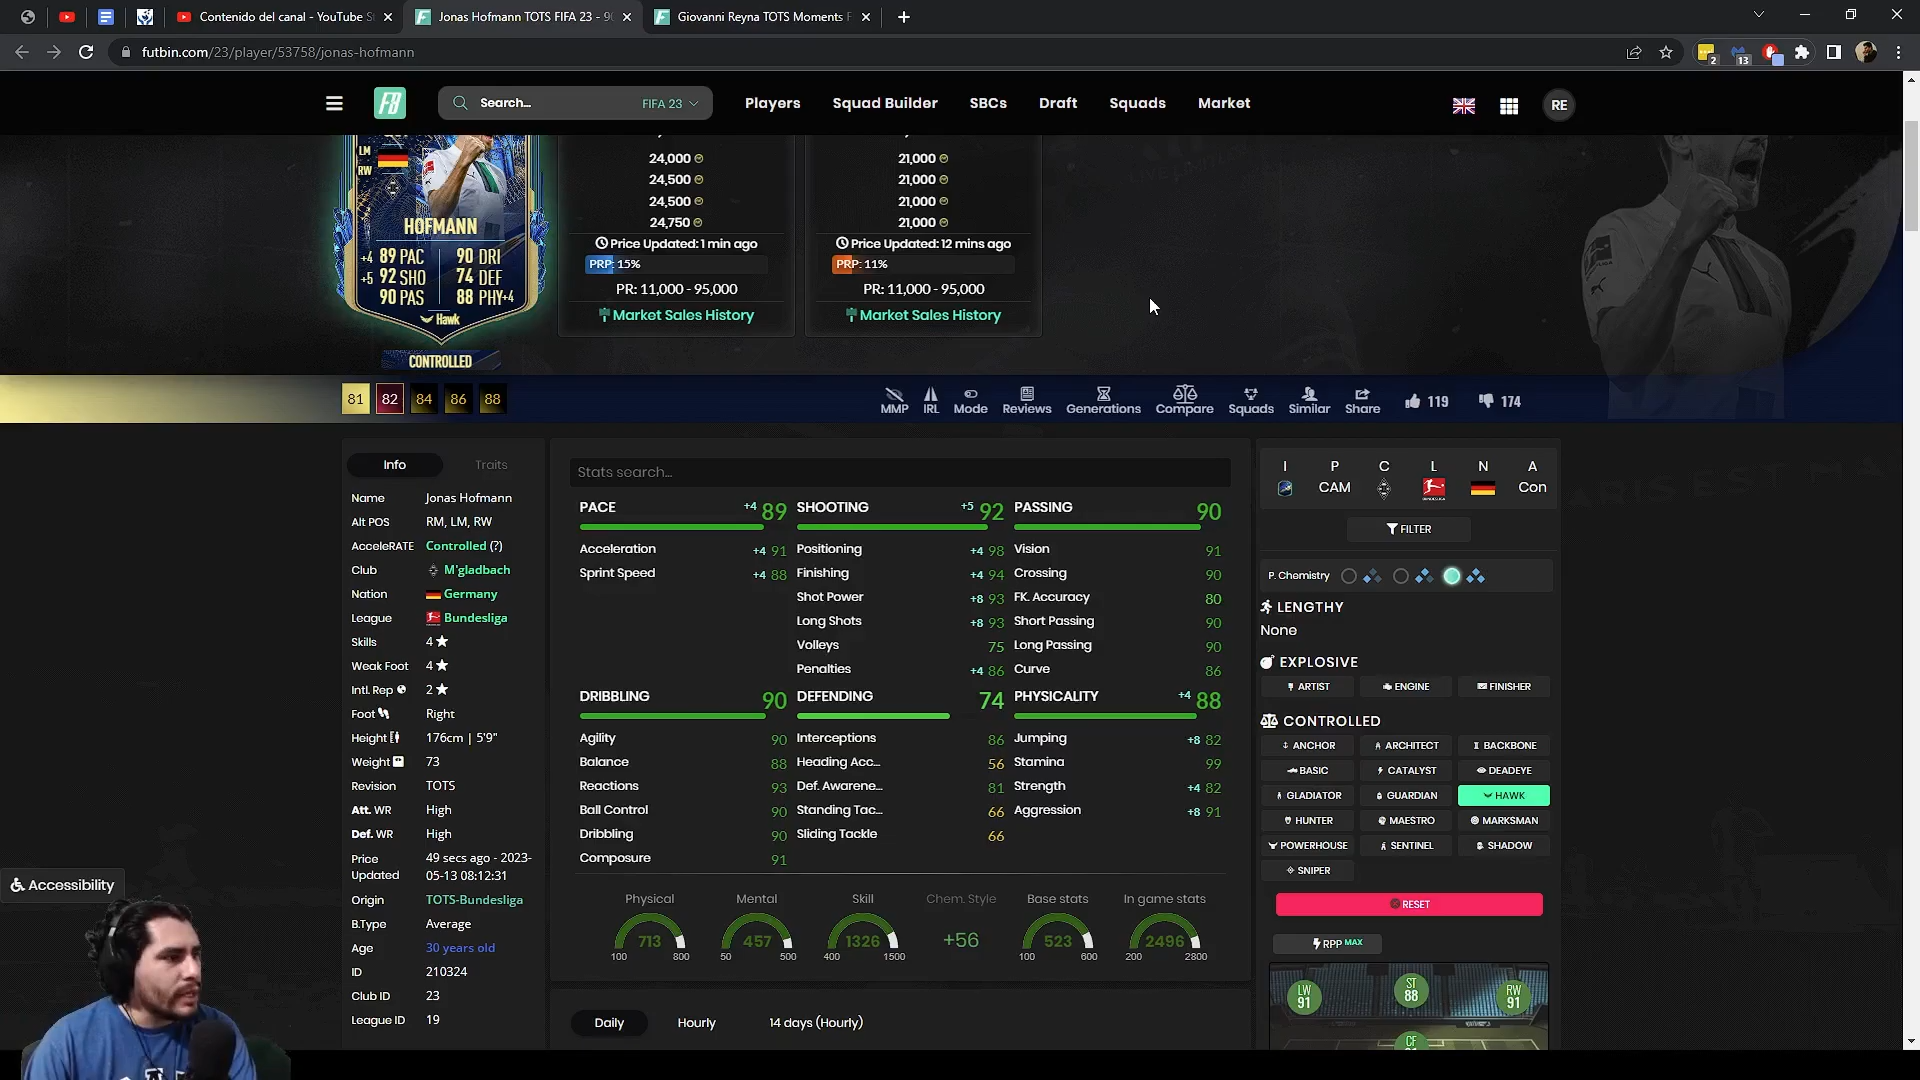 Contenido del canal - YouTube S
Jonas Hofmann TOTS FIFA 23 - 90
Giovanni Reyna TOTS Moments F
futbin.com/23/player/53758/jonas-hofmann
2
13
Search...
FIFA 23
Players
Squad Builder
SBCs
Draft
Squads
Market
RE
LM
RW
HOFMANN
+4 89 PAC 90 DRI
+5 92 SHO 74 DEF
90 PAS 88 PHY+4
Hawk
CONTROLLED
24,000
24,500
24,500
24,750
Price Updated: 1 min ago
PRP: 15%
PR: 11,000 - 95,000
Market Sales History
21,000
21,000
21,000
21,000
Price Updated: 12 mins ago
PRP: 11%
PR: 11,000 - 95,000
Market Sales History
81 82 84 86 88
MMP
IRL
Mode
Reviews
Generations
Compare
Squads
Similar
Share
119
174
Info
Traits
Name Jonas Hofmann
Alt POS RM, LM, RW
AcceleRATE Controlled (?)
Club M'gladbach
Nation Germany
League Bundesliga
Skills 4
Weak Foot 4
Intl. Rep 2
Foot Right
Height 176cm | 5'9"
Weight 73
Revision TOTS
Att. WR High
Def. WR High
Price Updated 49 secs ago - 2023-
05-13 08:12:31
Origin TOTS-Bundesliga
B.Type Average
Age 30 years old
ID 210324
Club ID 23
League ID 19
Stats search...
PACE +4 89
Acceleration +4 91
Sprint Speed +4 88
SHOOTING +5 92
Positioning +4 98
Finishing +4 94
Shot Power +8 93
Long Shots +8 93
Volleys 75
Penalties +4 86
PASSING 90
Vision 91
Crossing 90
FK. Accuracy 80
Short Passing 90
Long Passing 90
Curve 86
DRIBBLING 90
Agility 90
Balance 88
Reactions 93
Ball Control 90
Dribbling 90
Composure 91
DEFENDING 74
Interceptions 86
Heading Acc... 56
Def. Awarene... 81
Standing Tac... 66
Sliding Tackle 66
PHYSICALITY +4 88
Jumping +8 82
Stamina 99
Strength +4 82
Aggression +8 91
Physical
713
100 800
Mental
457
50 500
Skill
1326
400 1500
Chem. Style
+56
Base stats
523
100 600
In game stats
2496
200 2800
Daily
Hourly
14 days (Hourly)
I P C L N A
CAM Con
FILTER
P. Chemistry
LENGTHY
None
EXPLOSIVE
ARTIST ENGINE FINISHER
CONTROLLED
ANCHOR ARCHITECT BACKBONE
BASIC CATALYST DEADEYE
GLADIATOR GUARDIAN HAWK
HUNTER MAESTRO MARKSMAN
POWERHOUSE SENTINEL SHADOW
SNIPER
RESET
RPP MAX
LW
91
ST
88
RW
91
CF
Accessibility